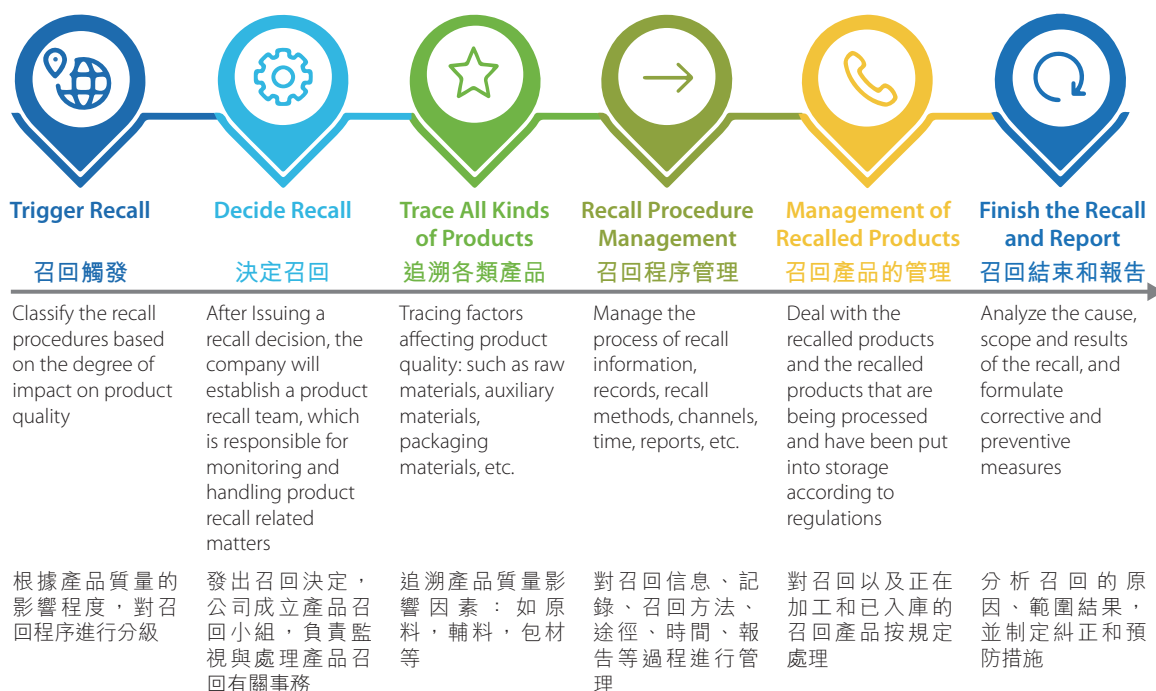 Trigger Recall
召回觸發
Classify the recall
procedures based
on the degree of
impact on product
quality
根據產品質量的
影響程度，對召
回程序進行分級
Decide Recall
決定召回
After Issuing a
recall decision, the
company will
establish a product
recall team, which
is responsible for
monitoring and
handling product
recall related
matters
發出召回決定，
公司成立產品召
回小組，負責監
視與處理產品召
回有關事務
Trace All Kinds
of Products
追溯各類產品
Tracing factors
affecting product
quality: such as raw
materials, auxiliary
materials,
packaging
materials, etc.
追溯產品質量影
響因素：如原
料，輔料，包材
等
Recall Procedure
Management
召回程序管理
Manage the
process of recall
information,
records, recall
methods, channels,
time, reports, etc.
對召回信息、記
錄、召回方法、
途徑、時間、報
告等過程進行管
理
Management of
Recalled Products
召回產品的管理
Deal with the
recalled products
and the recalled
products that are
being processed
and have been put
into storage
according to
regulations
對召回以及正在
加工和已入庫的
召回產品按規定
處理
Finish the Recall
and Report
召回結束和報告
Analyze the cause,
scope and results
of the recall, and
formulate
corrective and
preventive
measures
分析召回的原
因、範圍結果，
並制定糾正和預
防措施